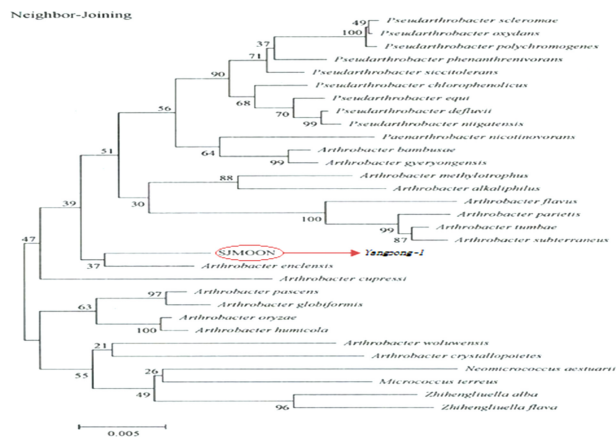 Neighbor-Joining
49
Pseudarthrobacter scleromae
100
Pseudarthrobacter oxydans
37
Pseudarthrobacter polychromogenes
71
Pseudarthrobacter phenanthrenivorans
90
Pseudarthrobacter siccitolerans
Pseudarthrobacter chlorophenolicus
68
Pseudarthrobacter equi
56
70
Pseudarthrobacter defluvii
99
Pseudarthrobacter niigatensis
Paenarthrobacter nicotinovorans
64
Arthrobacter bambusae
51
99
Arthrobacter gyeryongensis
88
Arthrobacter methylotrophus
Arthrobacter alkaliphilus
30
Arthrobacter flavus
39
100
Arthrobacter parietis
99
Arthrobacter tumbae
87
Arthrobacter subterraneus
47
SJMOON
Yangpong-1
37
Arthrobacter enclensis
Arthrobacter cupressi
97
Arthrobacter pascens
63
Arthrobacter globiformis
Arthrobacter oryzae
100
Arthrobacter humicola
21
Arthrobacter woluwensis
Arthrobacter crystallopoietes
55
26
Neomicrococcus aestuarii
Micrococcus terreus
49
Zhihengliuella alba
96
Zhihengliuella flava
0.005